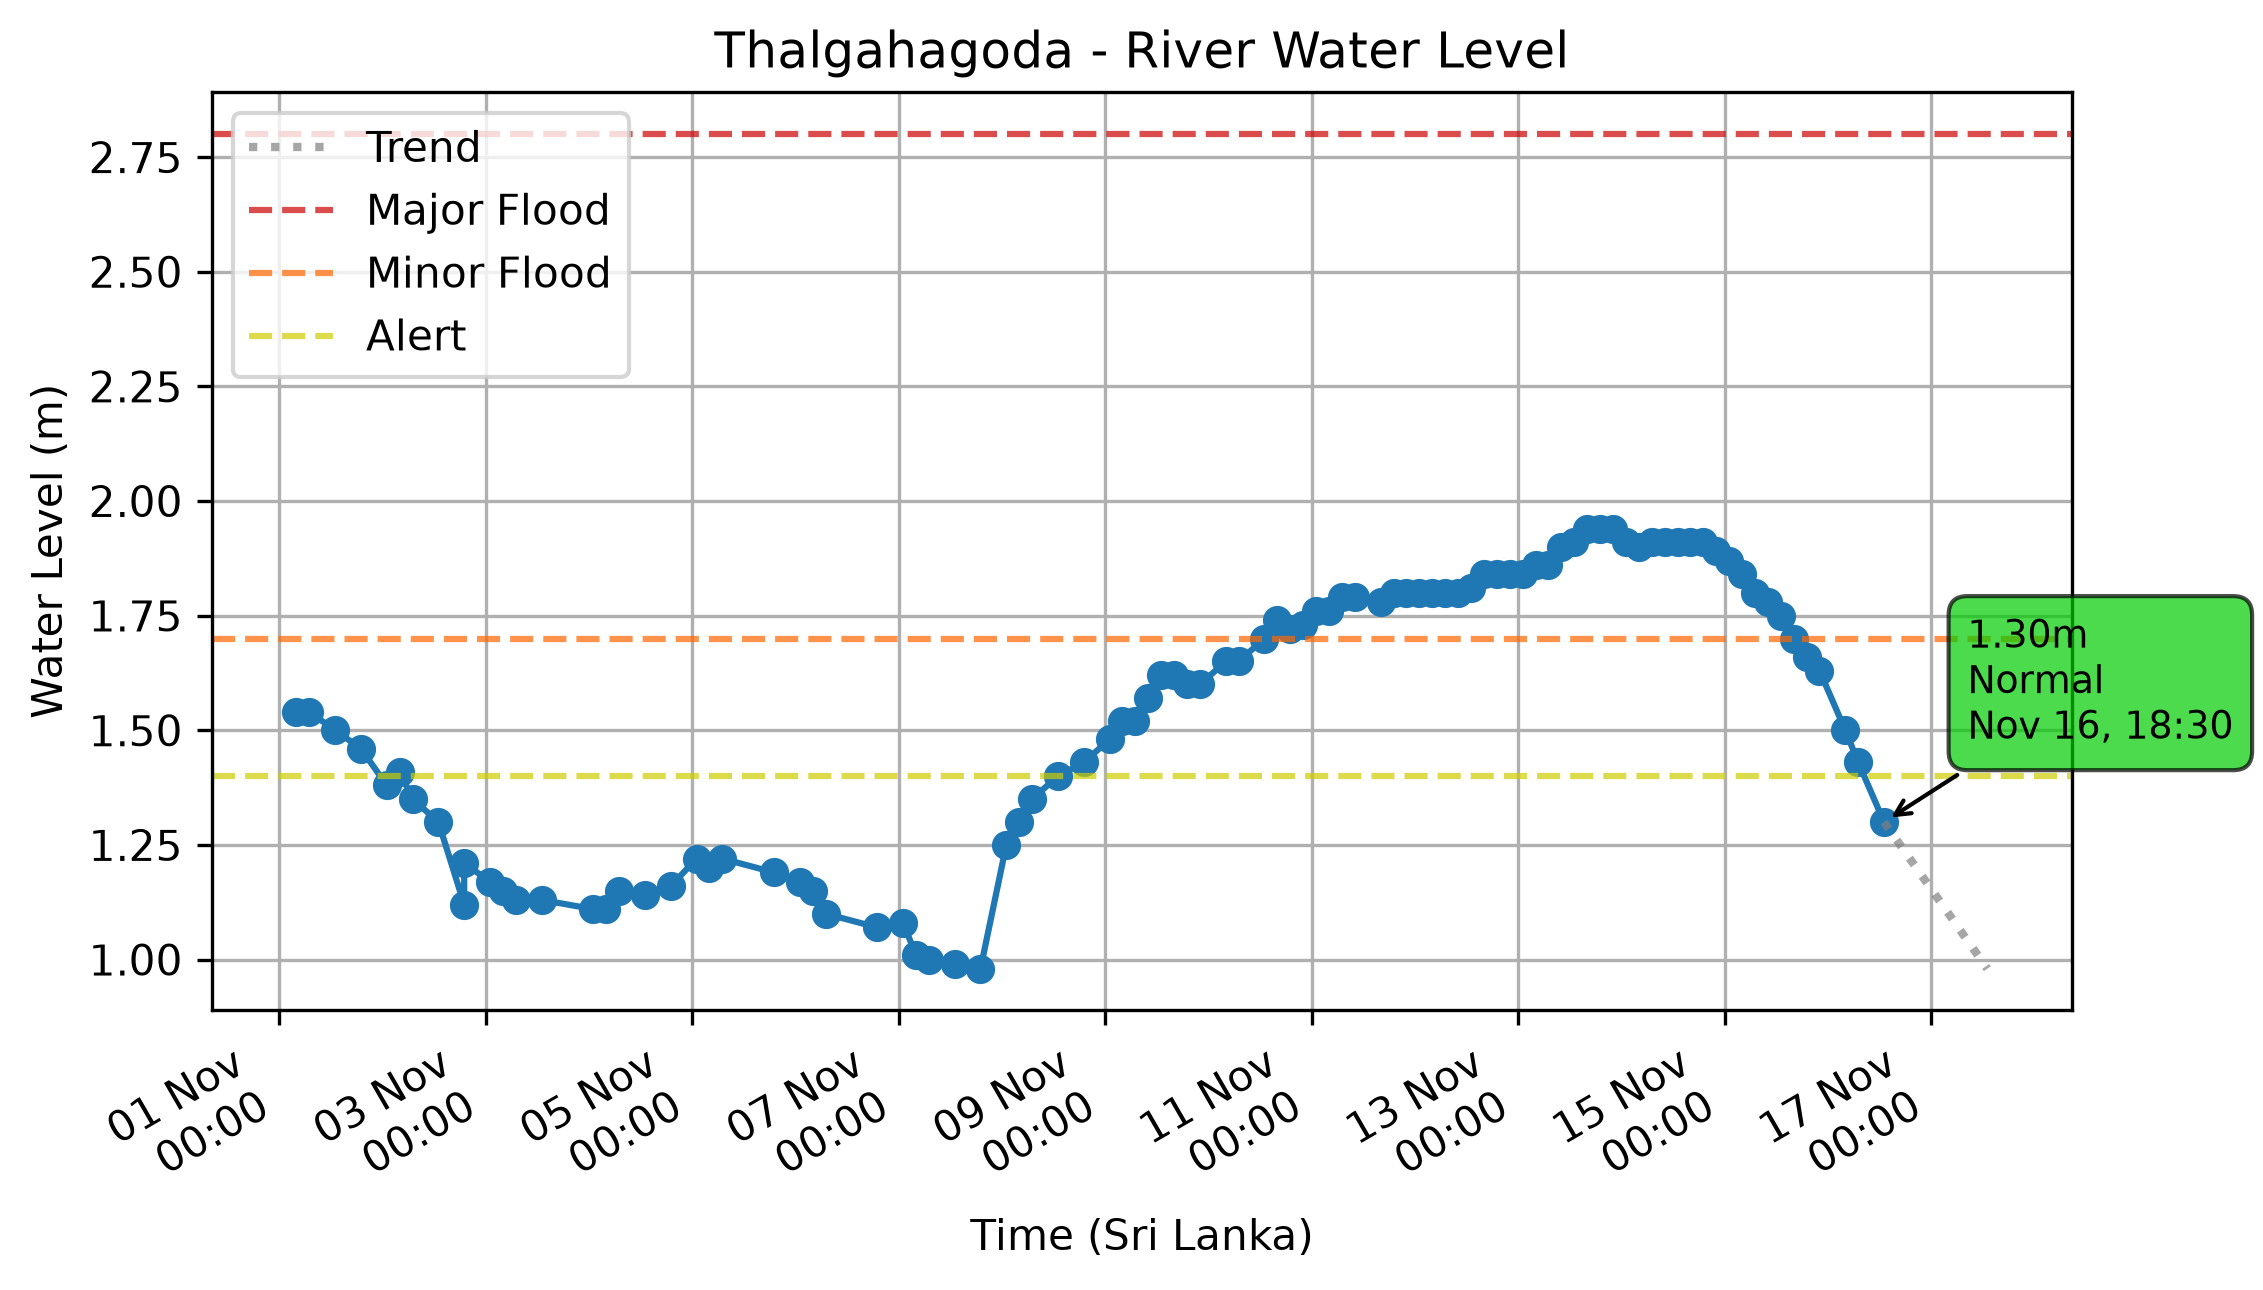 Thalgahagoda - River Water Level
Trend
Major Flood
Minor Flood
Alert
Water Level (m)
2.75
2.50
2.25
2.00
1.75
1.50
1.25
1.00
1.30m
Normal
Nov 16, 18:30
01 Nov
00:00
03 Nov
00:00
05 Nov
00:00
07 Nov
00:00
09 Nov
00:00
11 Nov
00:00
13 Nov
00:00
15 Nov
00:00
17 Nov
00:00
Time (Sri Lanka)